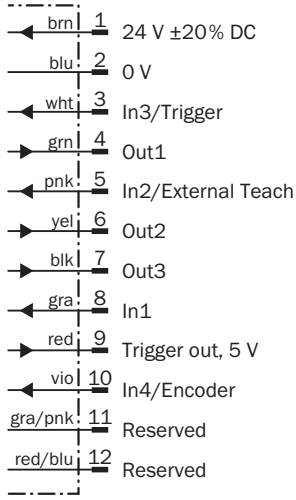 brn 1 24 V ±20% DC
blu 2 0 V
wht 3 In3/Trigger
grn 4 Out1
pnk 5 In2/External Teach
yel 6 Out2
blk 7 Out3
gra 8 In1
red 9 Trigger out, 5 V
vio 10 In4/Encoder
gra/pnk 11 Reserved
red/blu 12 Reserved